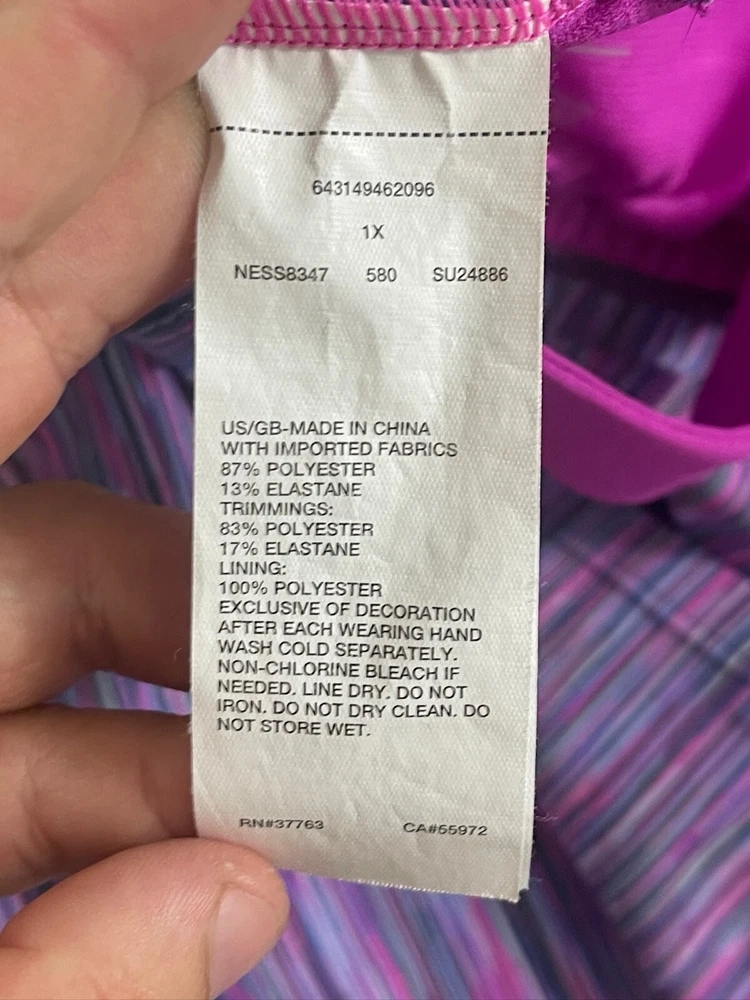 643149462096
1X
NESS8347 580 SU24886
US/GB-MADE IN CHINA
WITH IMPORTED FABRICS
87% POLYESTER
13% ELASTANE
TRIMMINGS:
83% POLYESTER
17% ELASTANE
LINING:
100% POLYESTER
EXCLUSIVE OF DECORATION
AFTER EACH WEARING HAND
WASH COLD SEPARATELY.
NON-CHLORINE BLEACH IF
NEEDED. LINE DRY. DO NOT
IRON. DO NOT DRY CLEAN. DO
NOT STORE WET.
RN#37763 CA#55972